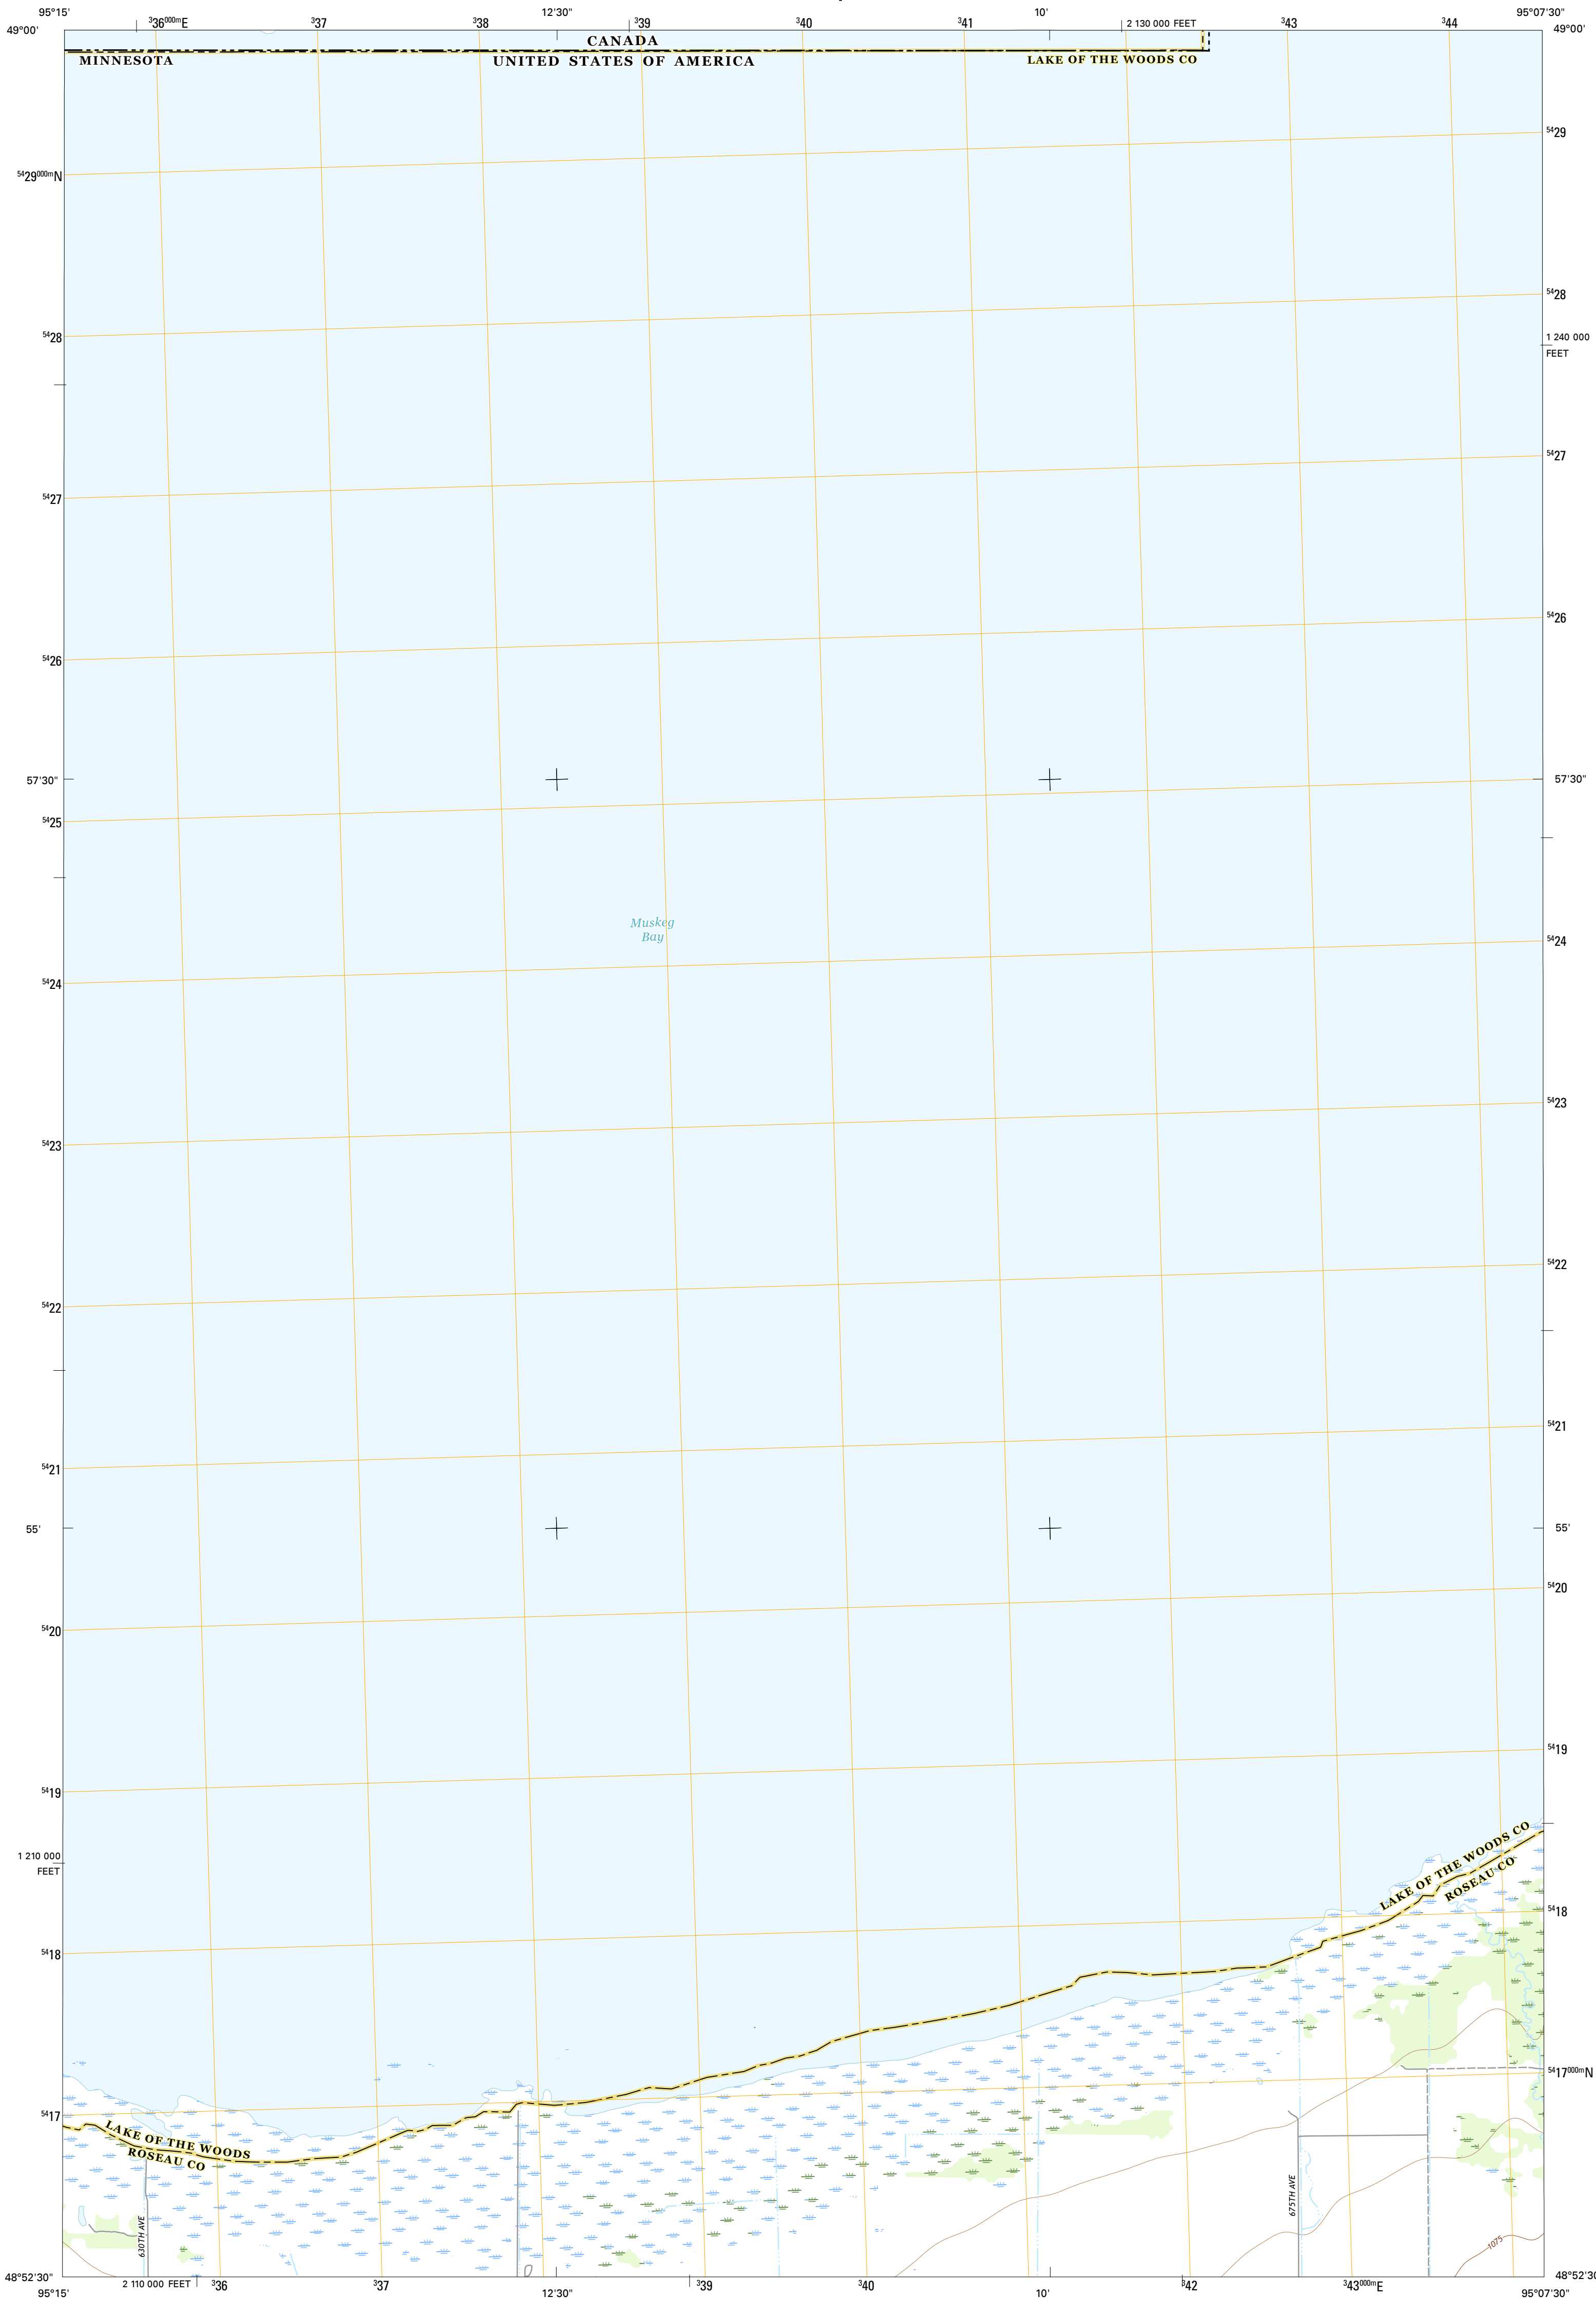 95°15' ³36⁰⁰⁰ᵐE ³37 ³38 12'30" ³39 ³40 ³41 10' 2 130 000 FEET ³43 ³44 95°07'30"
49°00' 49°00'
CANADA
MINNESOTA UNITED STATES OF AMERICA LAKE OF THE WOODS CO
⁵⁴29
⁵⁴29⁰⁰⁰ᵐN
⁵⁴28
⁵⁴28
1 240 000
FEET
⁵⁴27
⁵⁴27
⁵⁴26
⁵⁴26
57'30" 57'30"
⁵⁴25
Muskeg
Bay
⁵⁴24
⁵⁴24
⁵⁴23
⁵⁴23
⁵⁴22
⁵⁴22
⁵⁴21
⁵⁴21
55' 55'
⁵⁴20
⁵⁴20
⁵⁴19
⁵⁴19
1 210 000
FEET
LAKE OF THE WOODS CO
ROSEAU CO
⁵⁴18
⁵⁴18
⁵⁴17⁰⁰⁰ᵐN
⁵⁴17
LAKE OF THE WOODS
ROSEAU CO
630TH AVE
675TH AVE
1075
48°52'30" 48°52'30
95°15' 2 110 000 FEET ³36 ³37 12'30" ³39 ³40 10' ³42 ³43⁰⁰⁰ᵐE 95°07'30"